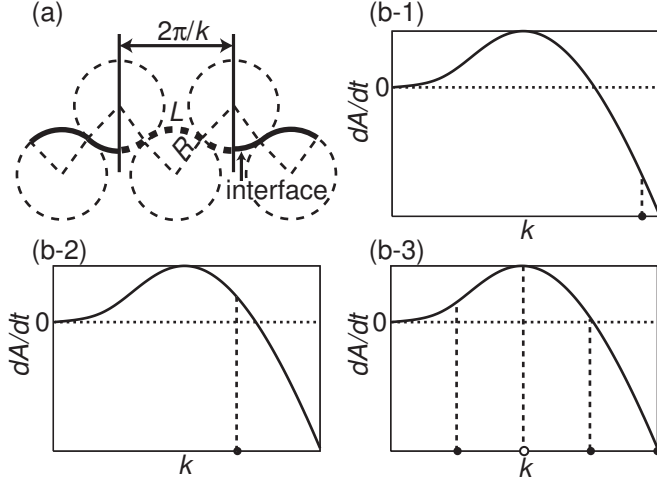 (a)
2π/k
L
R
interface
(b-1)
0
dA/dt
k
(b-2)
0
dA/dt
k
(b-3)
0
dA/dt
k